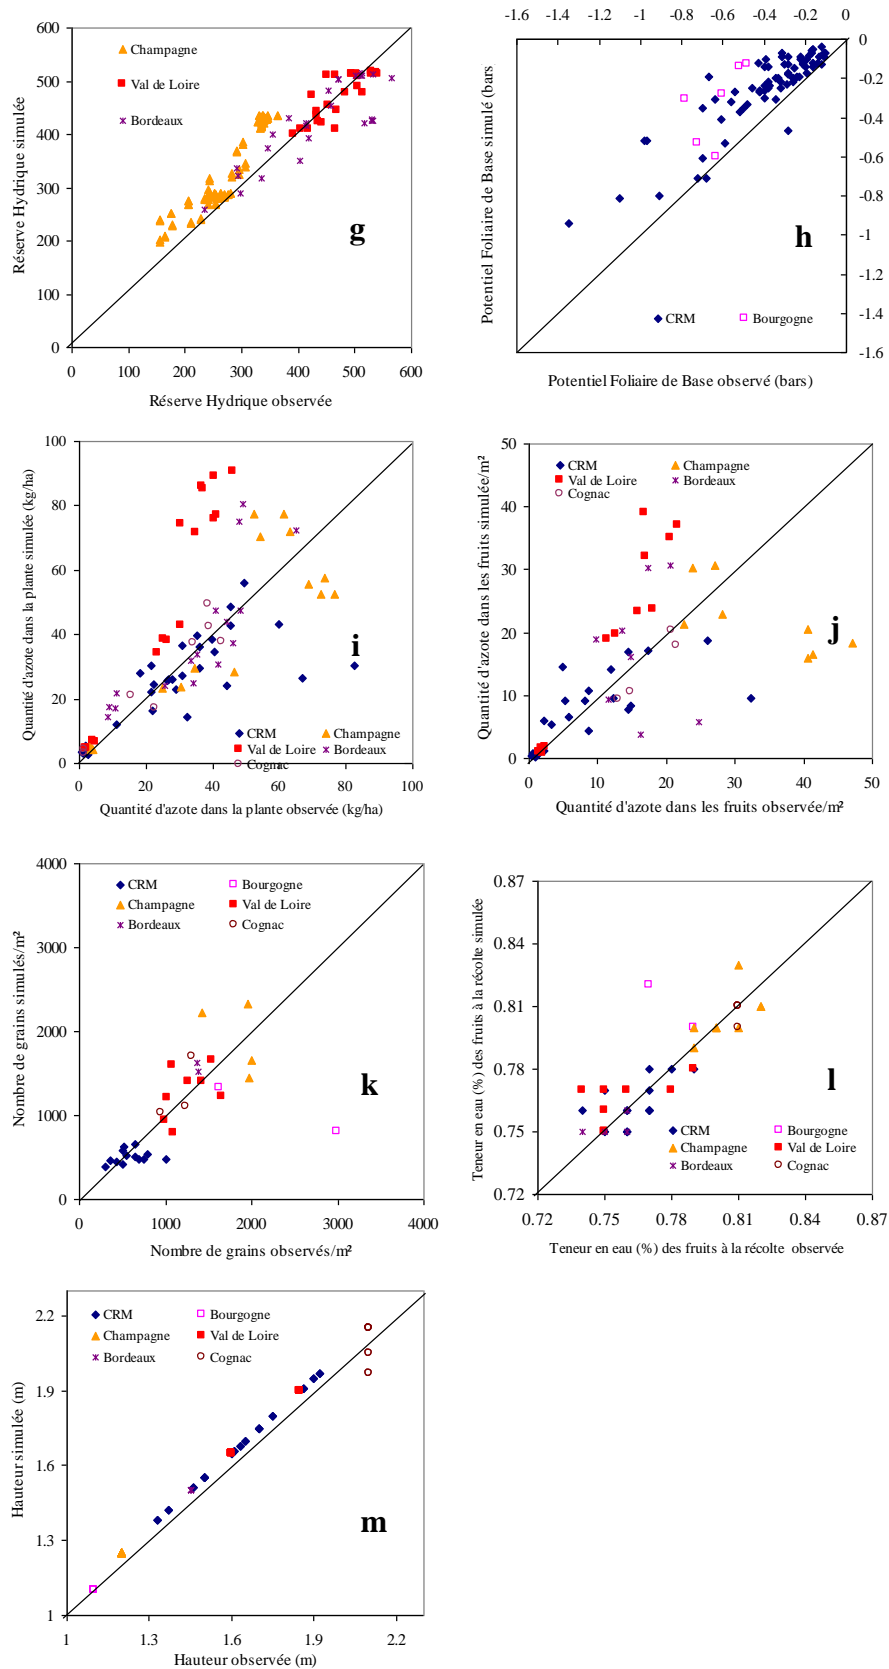 600
500
400
300
200
100
0
0 100 200 300 400 500 600
Réserve Hydrique simulée
Réserve Hydrique observée
Champagne
Val de Loire
Bordeaux
g
-1.6 -1.4 -1.2 -1 -0.8 -0.6 -0.4 -0.2 0
0
-0.2
-0.4
-0.6
-0.8
-1
-1.2
-1.4
-1.6
Potentiel Foliaire de Base simulé (bars
Potentiel Foliaire de Base observé (bars)
h
CRM Bourgogne
100
80
60
40
20
0
0 20 40 60 80 100
Quantité d'azote dans la plante simulée (kg/ha)
Quantité d'azote dans la plante observée (kg/ha)
i
CRM Champagne
Val de Loire Bordeaux
Cognac
50
40
30
20
10
0
0 10 20 30 40 50
Quantité d'azote dans les fruits simulée/m²
Quantité d'azote dans les fruits observée/m²
CRM Champagne
Val de Loire Bordeaux
Cognac
j
4000
3000
2000
1000
0
0 1000 2000 3000 4000
Nombre de grains simulés/m²
Nombre de grains observés/m²
CRM Bourgogne
Champagne Val de Loire
Bordeaux Cognac
k
0.87
0.84
0.81
0.78
0.75
0.72
0.72 0.75 0.78 0.81 0.84 0.87
Teneur en eau (%) des fruits à la récolte simulée
Teneur en eau (%) des fruits à la récolte observée
l
CRM Bourgogne
Champagne Val de Loire
Bordeaux Cognac
2.2
1.9
1.6
1.3
1
1 1.3 1.6 1.9 2.2
Hauteur simulée (m)
Hauteur observée (m)
CRM Bourgogne
Champagne Val de Loire
Bordeaux Cognac
m